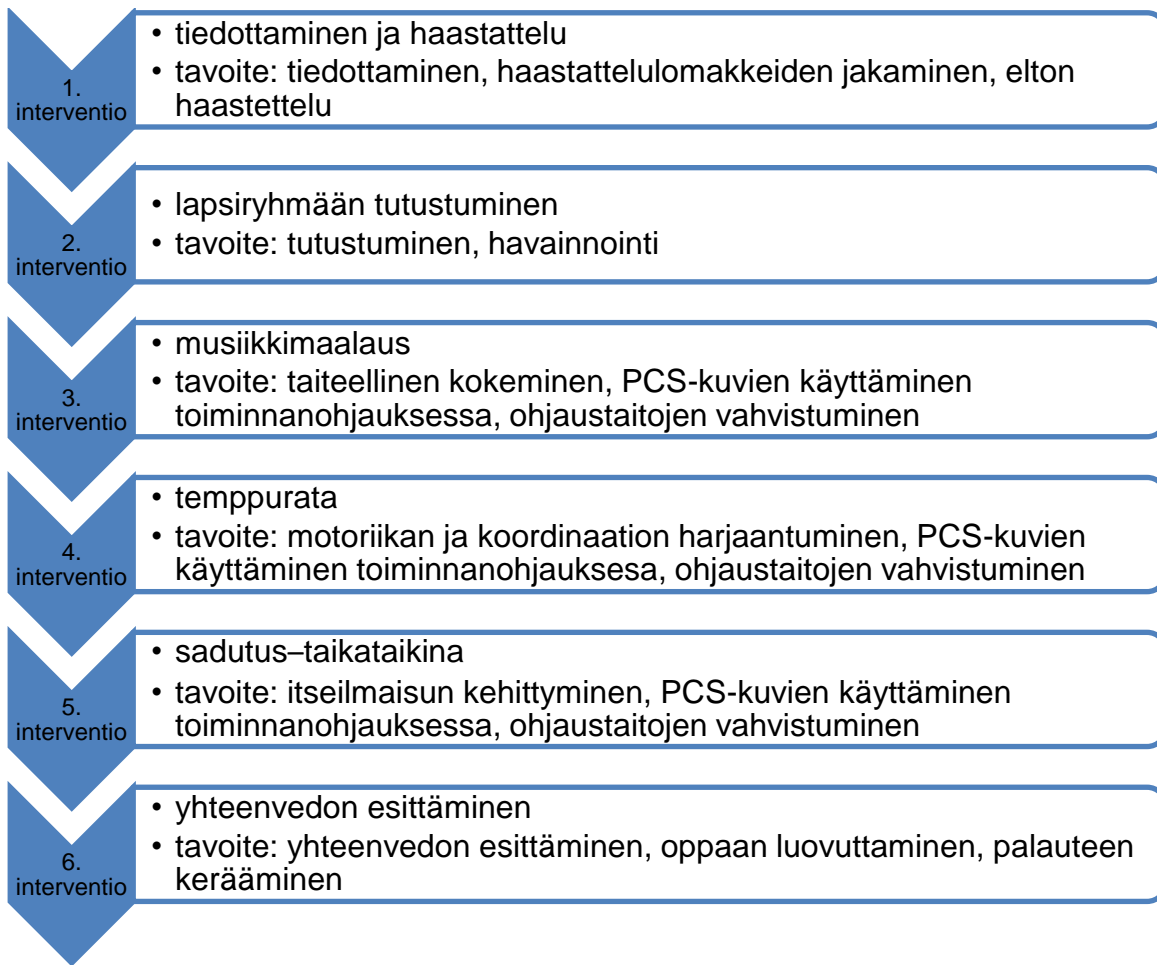 1.
interventio
• tiedottaminen ja haastattelu
• tavoite: tiedottaminen, haastattelulomakkeiden jakaminen, elton
haastettelu
2.
interventio
• lapsiryhmään tutustuminen
• tavoite: tutustuminen, havainnointi
3.
interventio
• musiikkimaalaus
• tavoite: taiteellinen kokeminen, PCS-kuvien käyttäminen
toiminnanohjauksessa, ohjaustaitojen vahvistuminen
4.
interventio
• temppurata
• tavoite: motoriikan ja koordinaation harjaantuminen, PCS-kuvien
käyttäminen toiminnanohjauksesa, ohjaustaitojen vahvistuminen
5.
interventio
• sadutus–taikataikina
• tavoite: itseilmaisun kehittyminen, PCS-kuvien käyttäminen
toiminnanohjauksessa, ohjaustaitojen vahvistuminen
6.
interventio
• yhteenvedon esittäminen
• tavoite: yhteenvedon esittäminen, oppaan luovuttaminen, palauteen
kerääminen